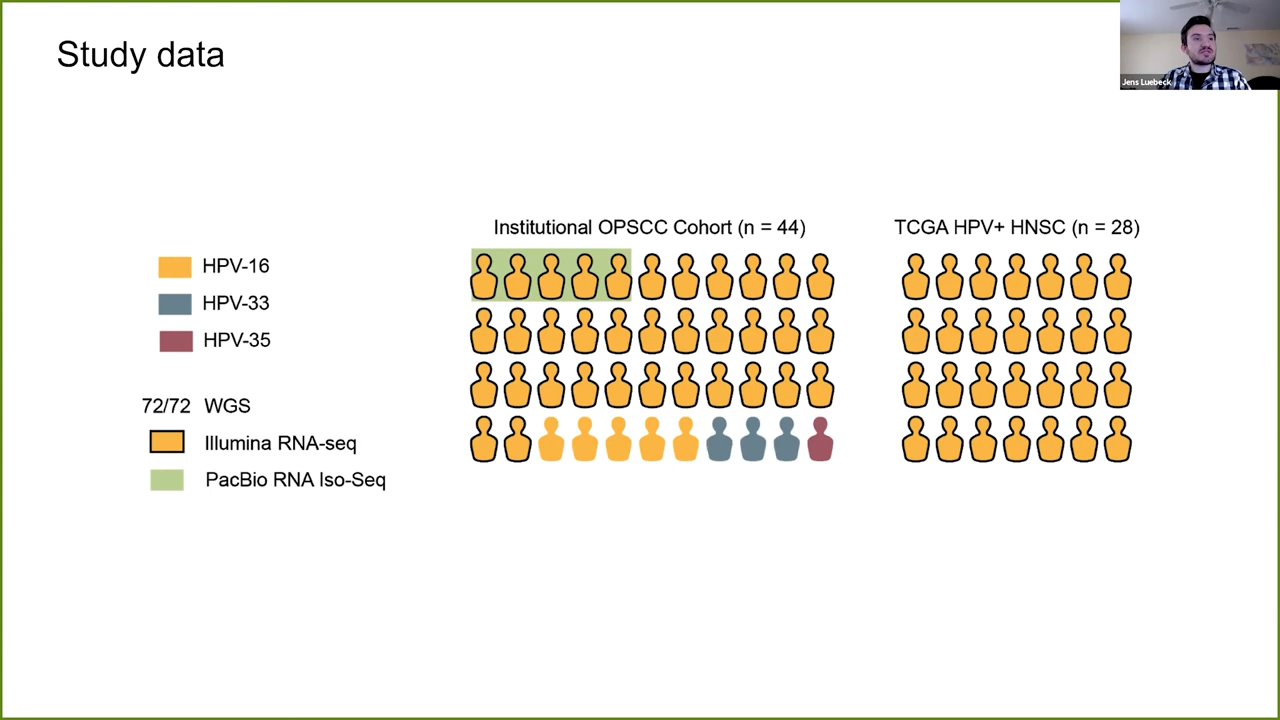 Study data
Jens Luebeck
Institutional OPSCC Cohort (n = 44)
TCGA HPV+ HNSC (n = 28)
HPV-16
HPV-33
HPV-35
72/72 WGS
Illumina RNA-seq
PacBio RNA Iso-Seq